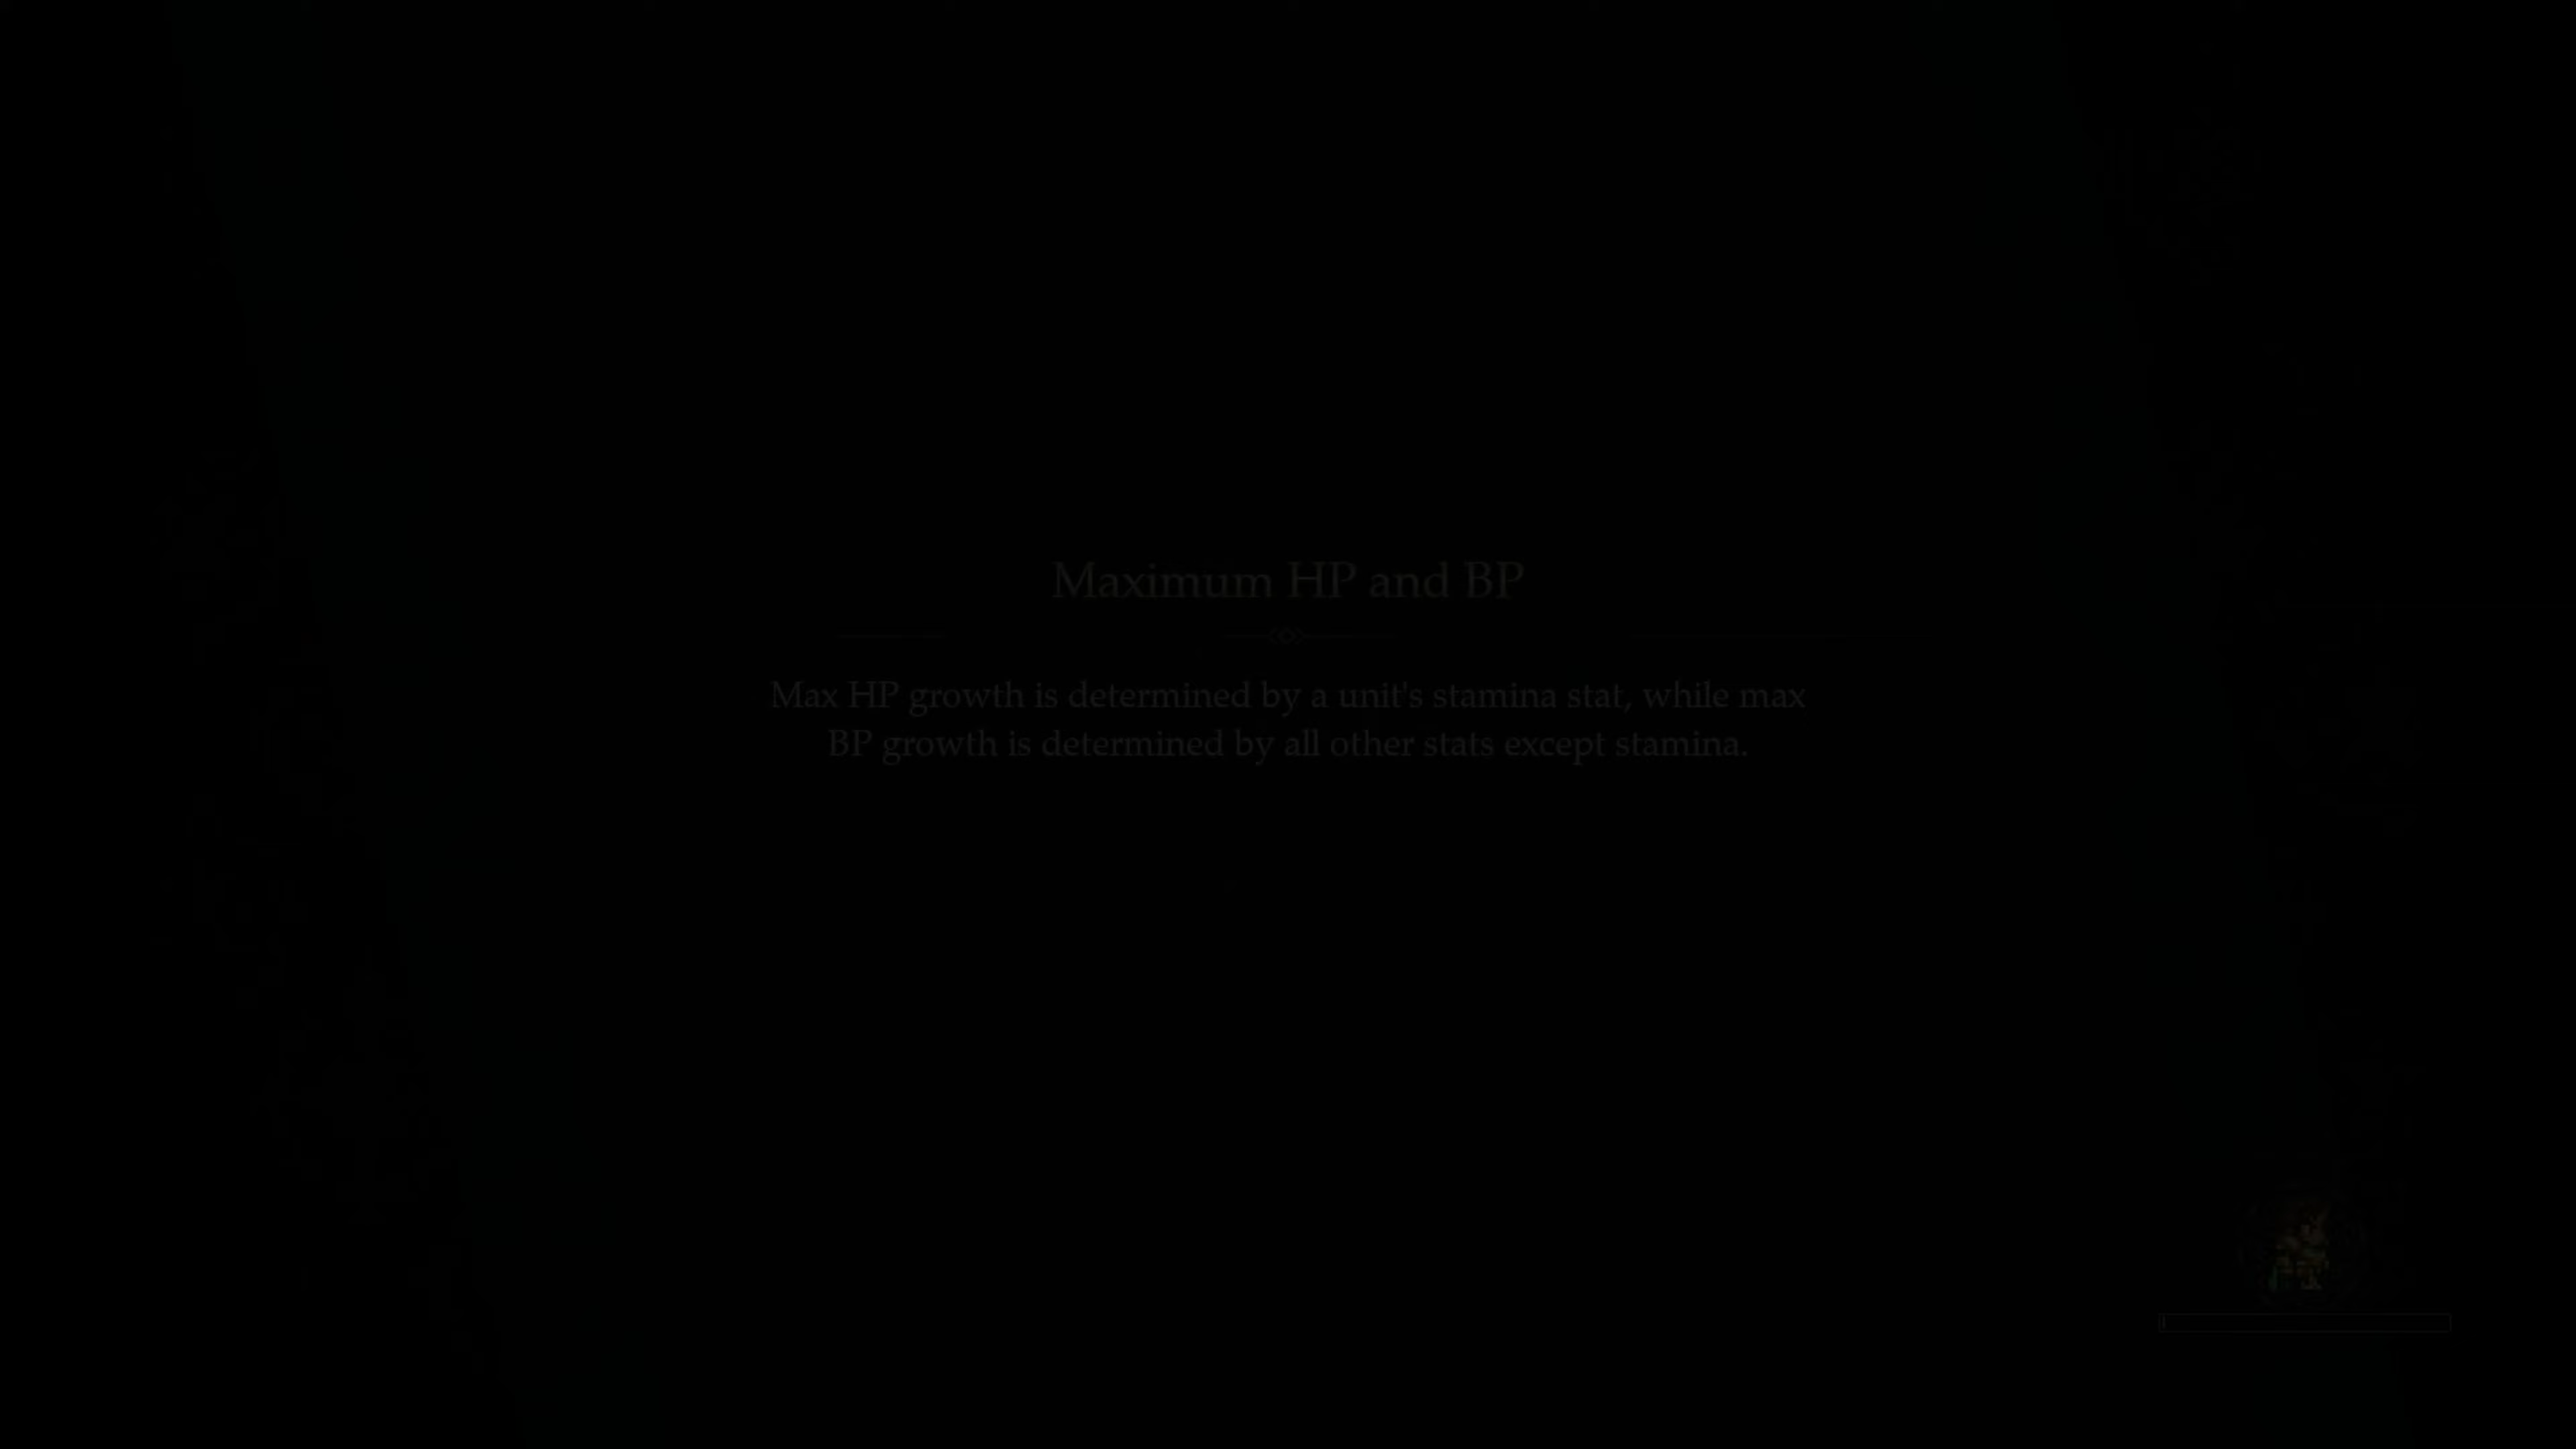 Maximum HP and BP
Max HP growth is determined by a unit's stamina stat, while max
BP growth is determined by all other stats except stamina.